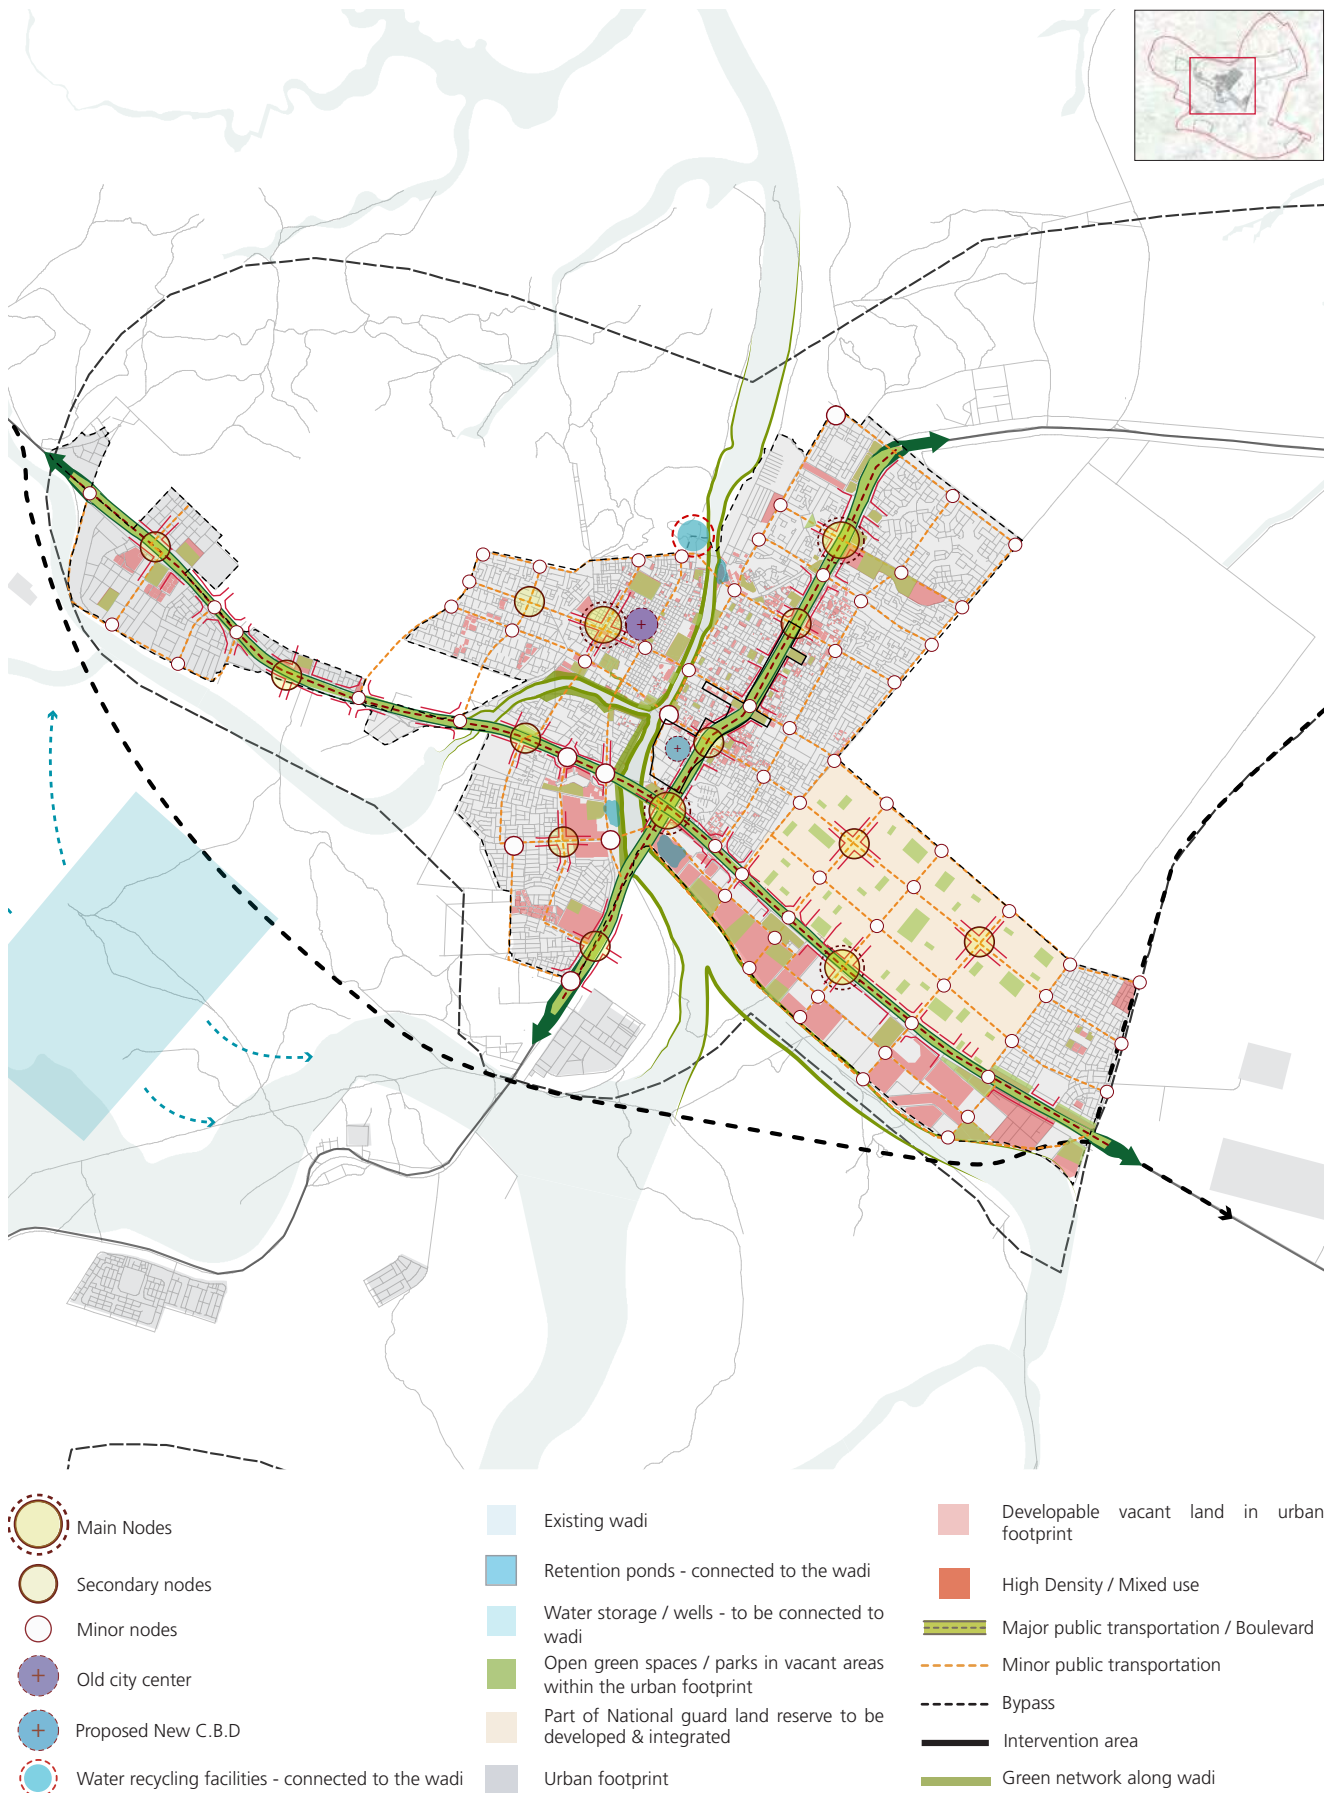 Main Nodes
Secondary nodes
Minor nodes
Old city center
Proposed New C.B.D
Water recycling facilities - connected to the wadi
Existing wadi
Retention ponds - connected to the wadi
Water storage / wells - to be connected to
wadi
Open green spaces / parks in vacant areas
within the urban footprint
Part of National guard land reserve to be
developed & integrated
Urban footprint
Developable vacant land in urban
footprint
High Density / Mixed use
Major public transportation / Boulevard
Minor public transportation
Bypass
Intervention area
Green network along wadi